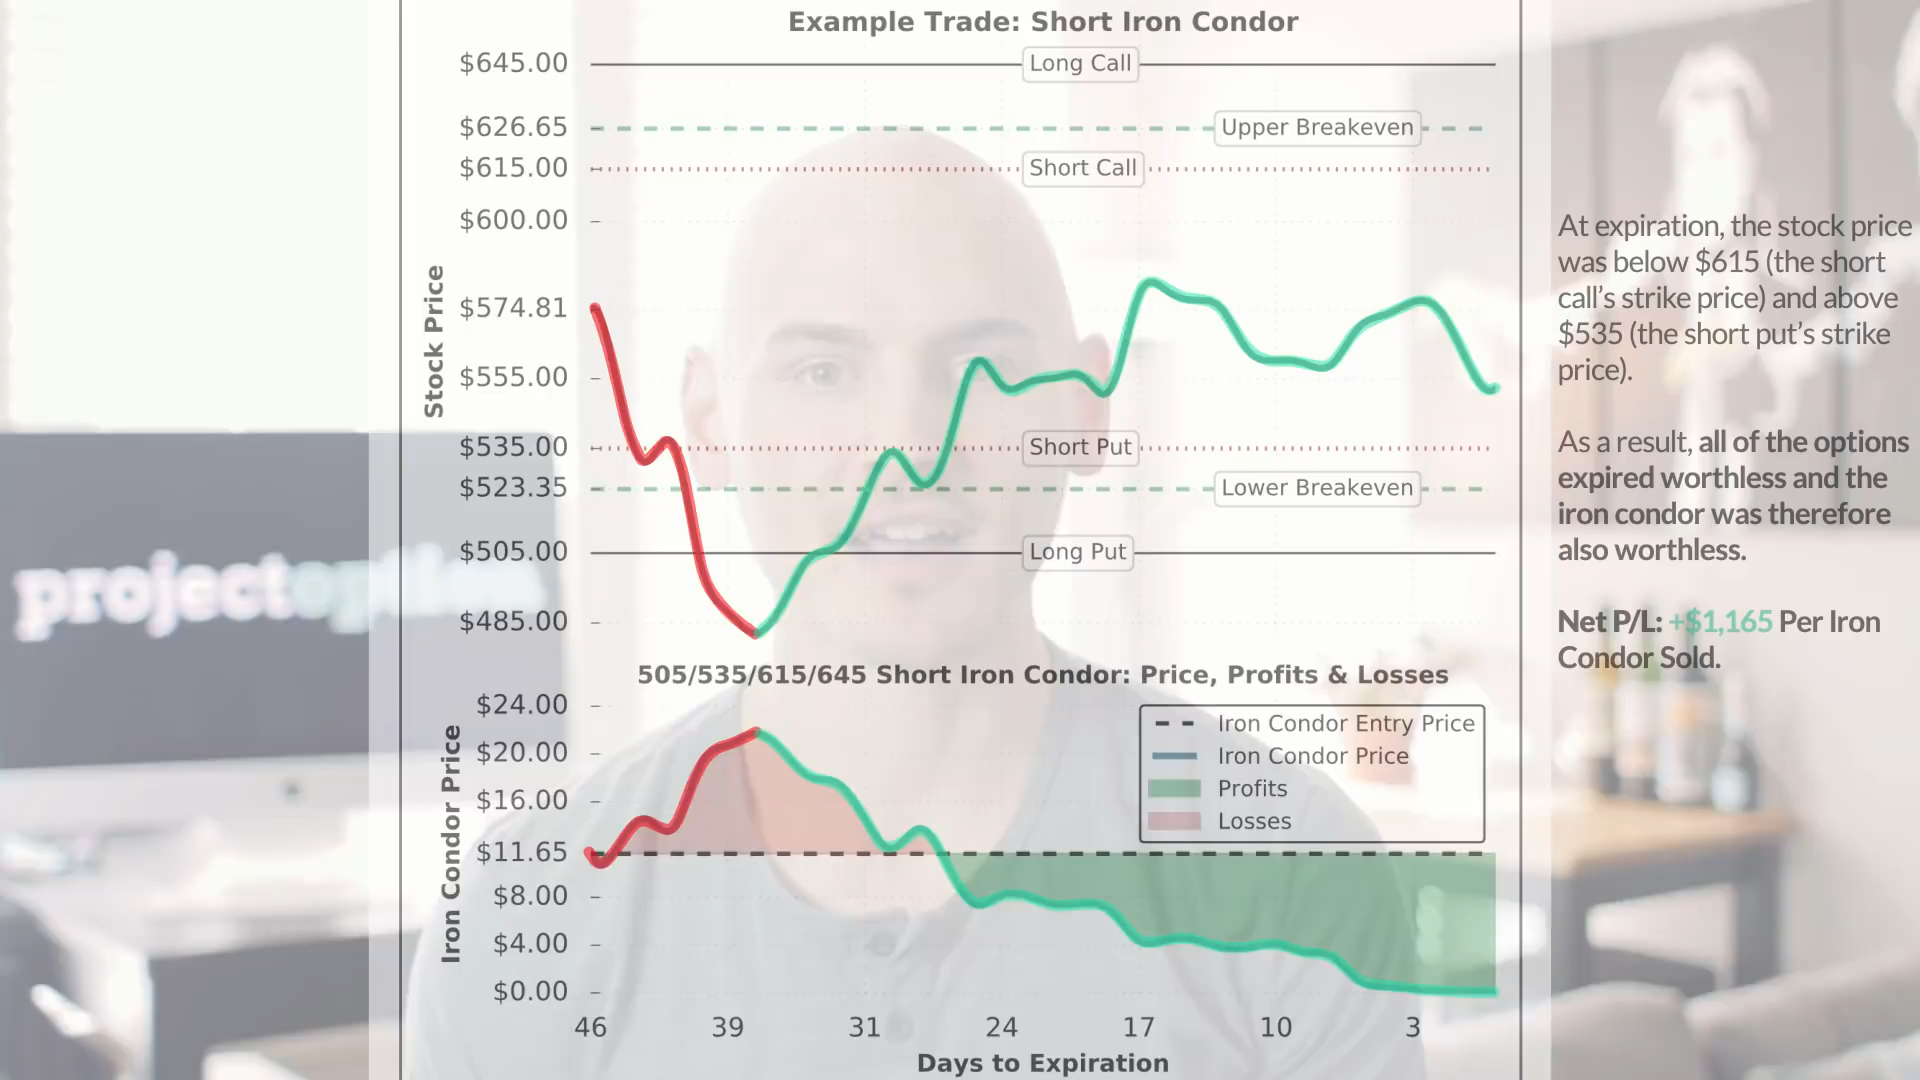 Example Trade: Short Iron Condor
$645.00
Long Call
$626.65
Upper Breakeven
$615.00
Short Call
$600.00
Stock Price
$574.81
$555.00
$535.00
Short Put
$523.35
Lower Breakeven
$505.00
Long Put
$485.00
505/535/615/645 Short Iron Condor: Price, Profits & Losses
$24.00
$20.00
$16.00
$11.65
$8.00
$4.00
$0.00
Iron Condor Price
Iron Condor Entry Price
Iron Condor Price
Profits
Losses
46 39 31 24 17 10 3
Days to Expiration
At expiration, the stock price
was below $615 (the short
call’s strike price) and above
$535 (the short put’s strike
price).
As a result, all of the options
expired worthless and the
iron condor was therefore
also worthless.
Net P/L: +$1,165 Per Iron
Condor Sold.
projectoption